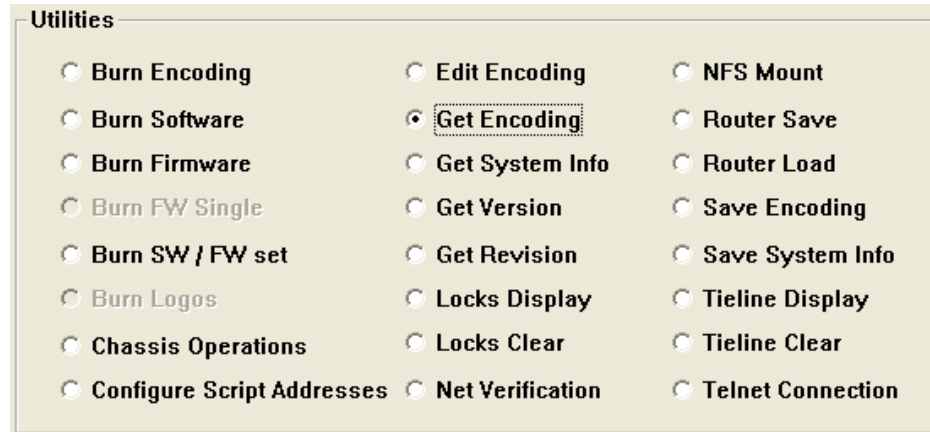 Utilities
Burn Encoding
Burn Software
Burn Firmware
Burn FW Single
Burn SW / FW set
Burn Logos
Chassis Operations
Configure Script Addresses
Edit Encoding
Get Encoding
Get System Info
Get Version
Get Revision
Locks Display
Locks Clear
Net Verification
NFS Mount
Router Save
Router Load
Save Encoding
Save System Info
Tieline Display
Tieline Clear
Telnet Connection